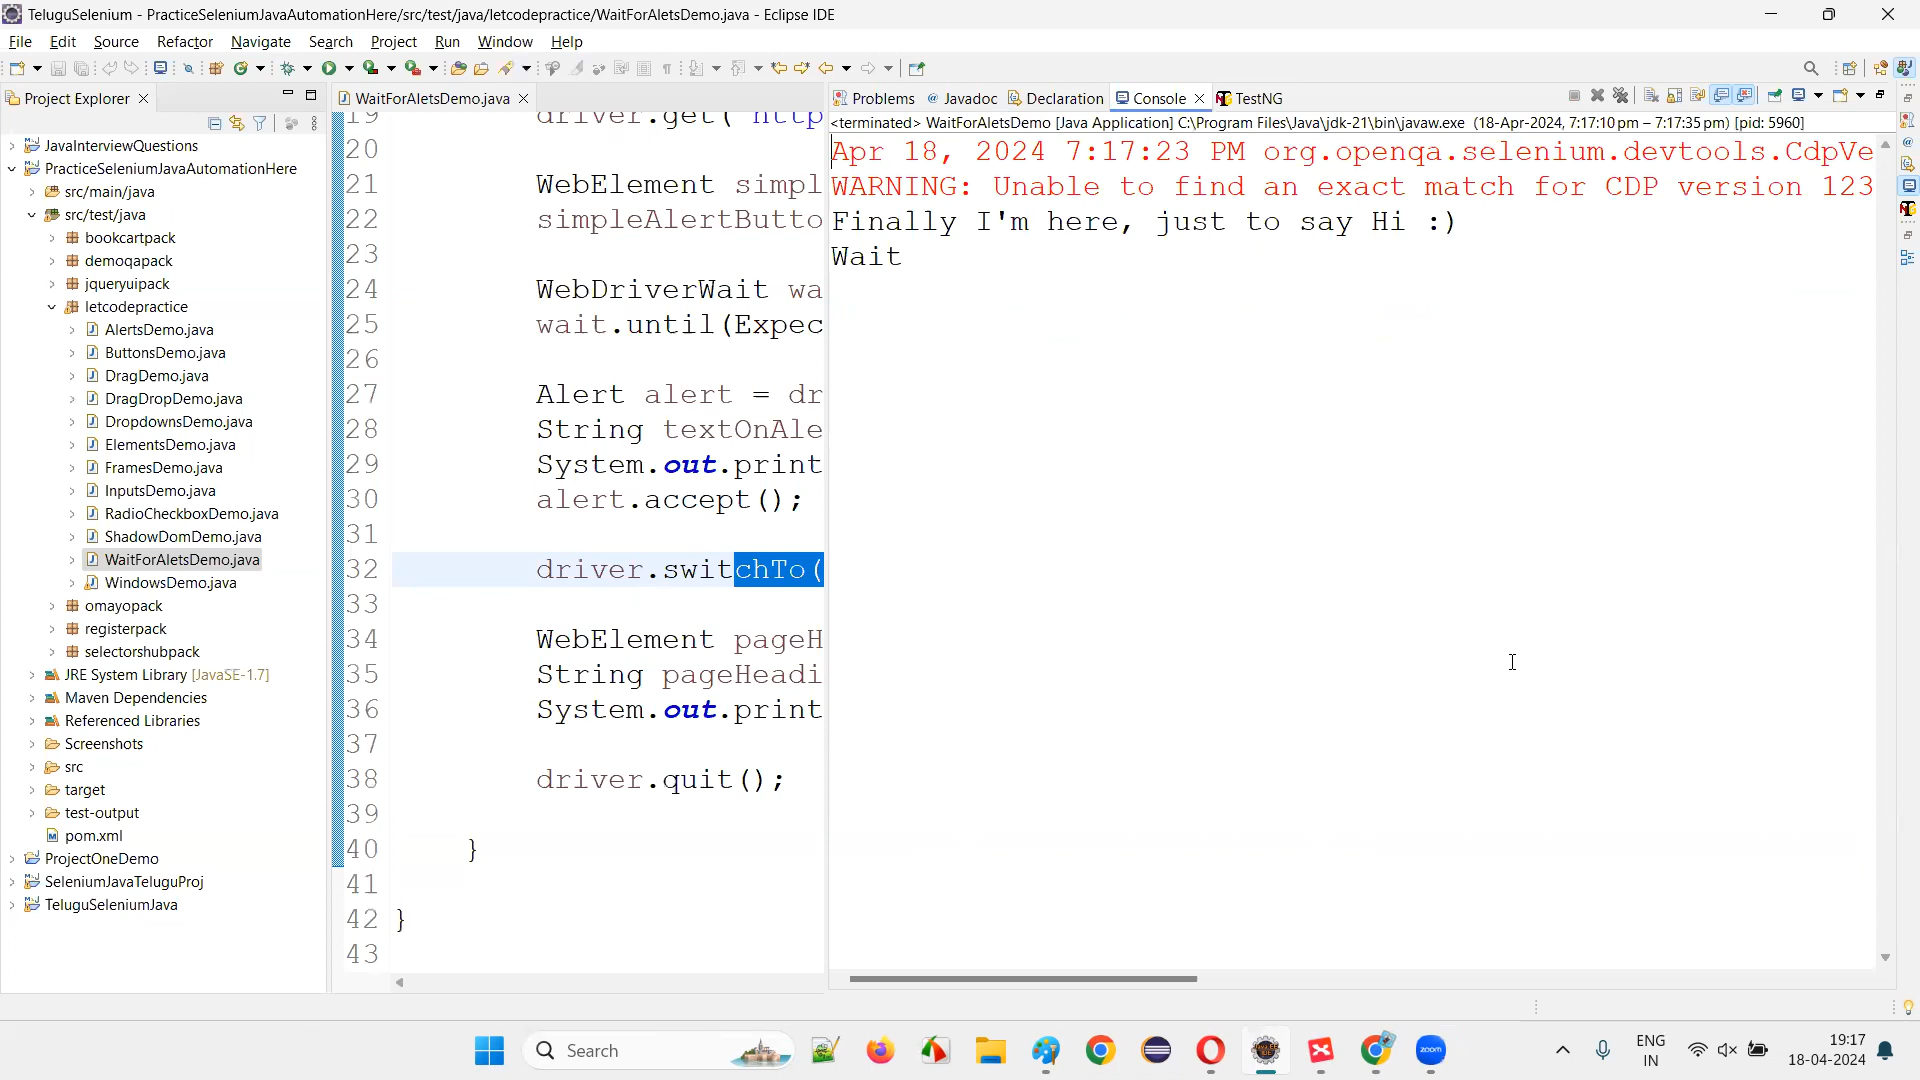 TeluguSelenium - PracticeSeleniumJavaAutomationHere/src/test/java/letcodepractice/WaitForAletsDemo.java - Eclipse IDE
File Edit Source Refactor Navigate Search Project Run Window Help
Project Explorer
JavaInterviewQuestions
PracticeSeleniumJavaAutomationHere
src/main/java
src/test/java
bookcartpack
demoqapack
jqueryuipack
letcodepractice
AlertsDemo.java
ButtonsDemo.java
DragDemo.java
DragDropDemo.java
DropdownsDemo.java
ElementsDemo.java
FramesDemo.java
InputsDemo.java
RadioCheckboxDemo.java
ShadowDomDemo.java
WaitForAletsDemo.java
WindowsDemo.java
omayopack
registerpack
selectorshubpack
JRE System Library [JavaSE-1.7]
Maven Dependencies
Referenced Libraries
Screenshots
src
target
test-output
pom.xml
ProjectOneDemo
SeleniumJavaTeluguProj
TeluguSeleniumJava
WaitForAletsDemo.java
19 driver.get("http
20
21 WebElement simpl
22 simpleAlertButto
23
24 WebDriverWait wa
25 wait.until(Expec
26
27 Alert alert = dr
28 String textOnAle
29 System.out.print
30 alert.accept();
31
32 driver.switchTo(
33
34 WebElement pageH
35 String pageHeadi
36 System.out.print
37
38 driver.quit();
39
40 }
41
42 }
43
Problems @ Javadoc Declaration Console TestNG
<terminated> WaitForAletsDemo [Java Application] C:\Program Files\Java\jdk-21\bin\javaw.exe (18-Apr-2024, 7:17:10 pm – 7:17:35 pm) [pid: 5960]
Apr 18, 2024 7:17:23 PM org.openqa.selenium.devtools.CdpVe
WARNING: Unable to find an exact match for CDP version 123
Finally I'm here, just to say Hi :)
Wait
Search
zoom
ENG
IN
19:17
18-04-2024